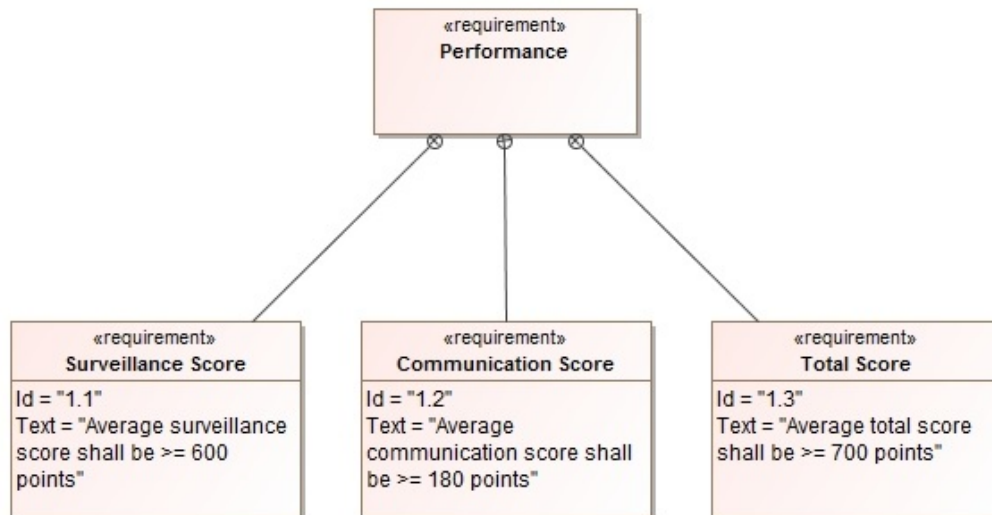 «requirement»
Performance
«requirement»
Surveillance Score
Id = "1.1"
Text = "Average surveillance
score shall be >= 600
points"
«requirement»
Communication Score
Id = "1.2"
Text = "Average
communication score shall
be >= 180 points"
«requirement»
Total Score
Id = "1.3"
Text = "Average total score
shall be >= 700 points"